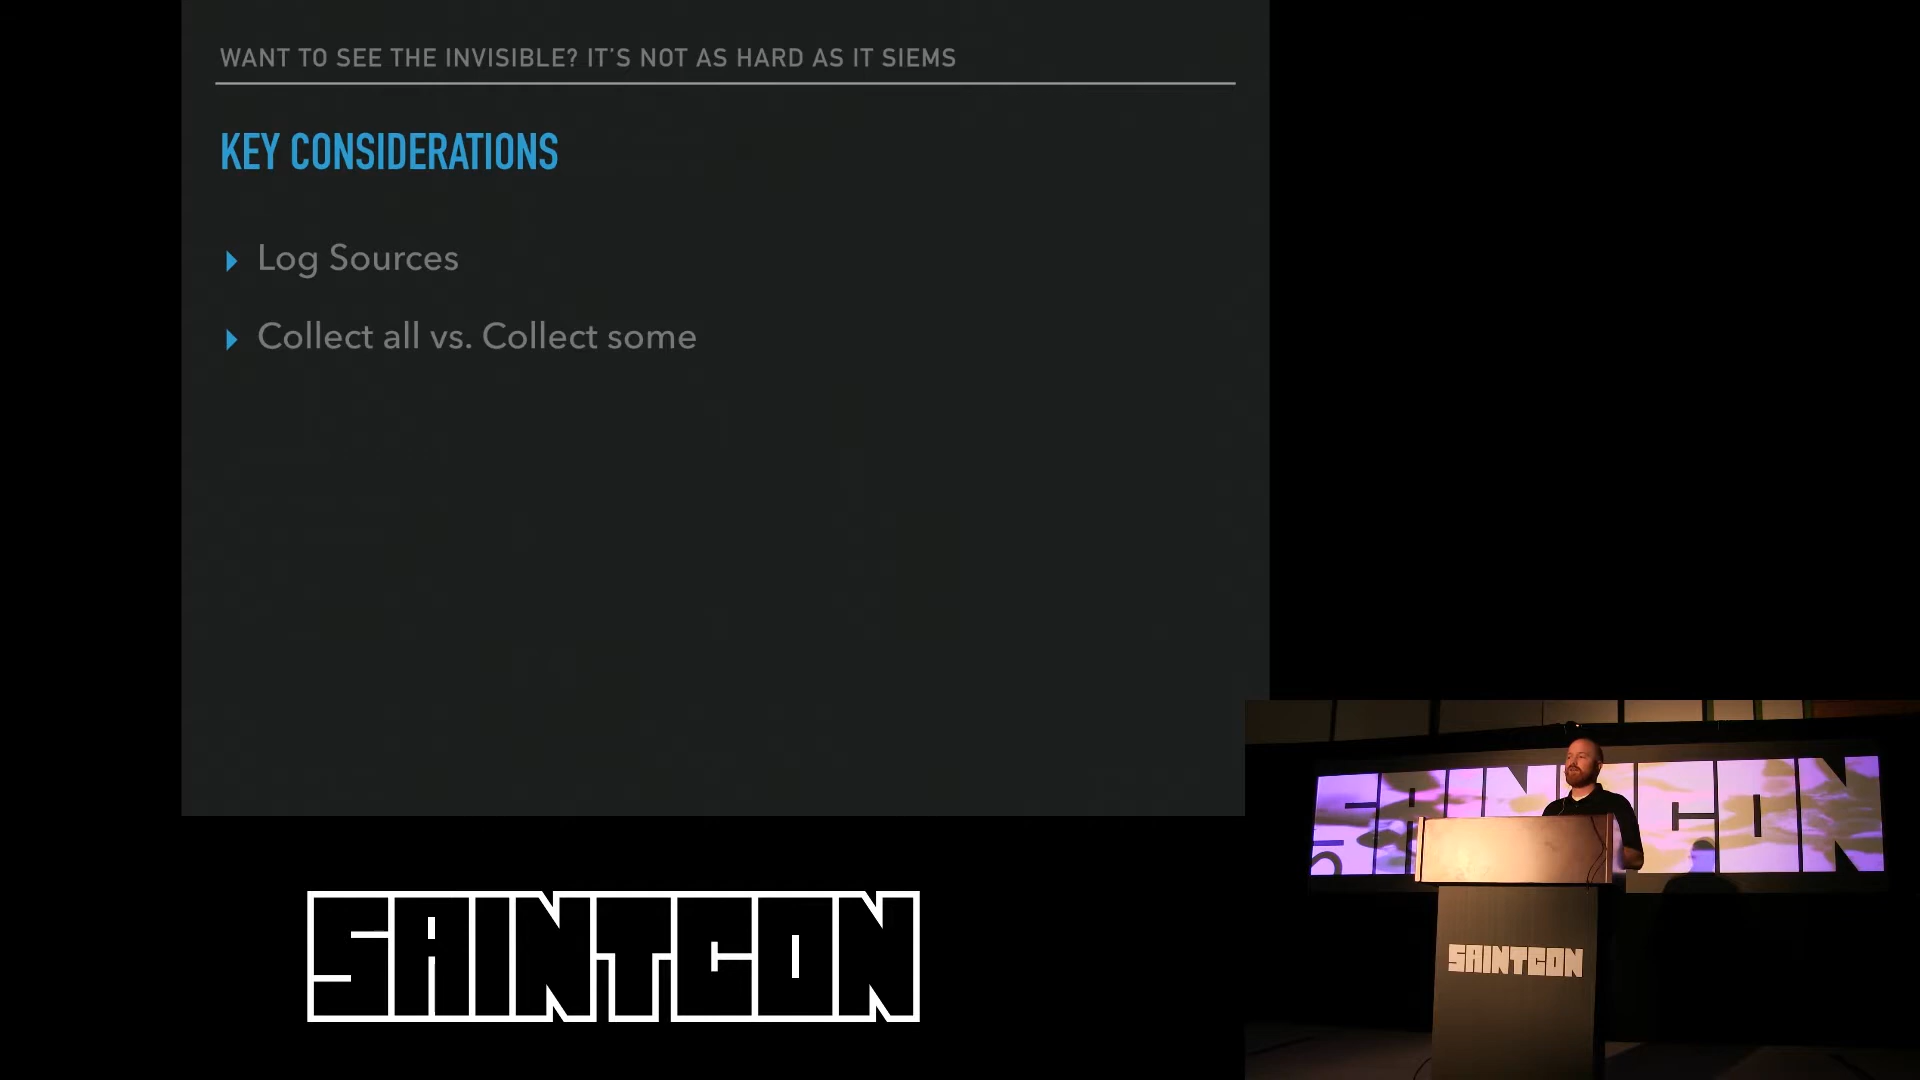 WANT TO SEE THE INVISIBLE? IT'S NOT AS HARD AS IT SIEMS
KEY CONSIDERATIONS
Log Sources
Collect all vs. Collect some
SAINTCON
SAINTCON
SAINTCON